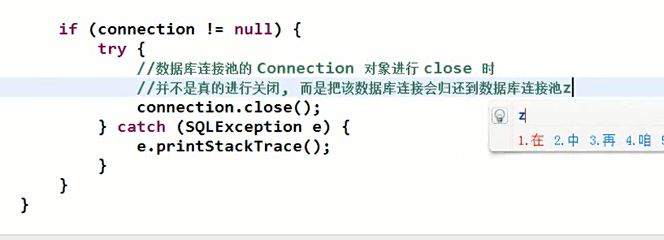 if (connection != null) {
try {
//数据库连接池的 Connection 对象进行 close 时
//并不是真的进行关闭, 而是把该数据库连接会归还到数据库连接池z
connection.close();
} catch (SQLException e) {
e.printStackTrace();
}
}
}
z
1.在 2.中 3.再 4.咱 5